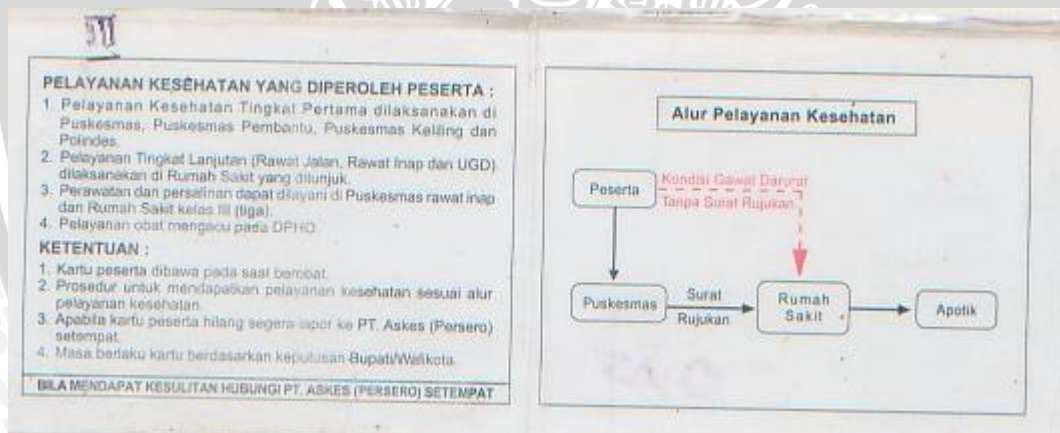 PELAYANAN KESEHATAN YANG DIPEROLEH PESERTA :
1. Pelayanan Kesehatan Tingkat Pertama dilaksanakan di
Puskesmas, Puskesmas Pembantu, Puskesmas Keliling dan
Polindes.
2. Pelayanan Tingkat Lanjutan (Rawat Jalan, Rawat Inap dan UGD)
dilaksanakan di Rumah Sakit yang ditunjuk.
3. Perawatan dan persalinan dapat dilayani di Puskesmas rawat inap
dan Rumah Sakit kelas III (tiga).
4. Pelayanan obat mengacu pada DPHO
KETENTUAN :
1. Kartu peserta dibawa pada saat berobat.
2. Prosedur untuk mendapatkan pelayanan kesehatan sesuai alur
pelayanan kesehatan.
3. Apabila kartu peserta hilang segera lapor ke PT. Askes (Persero)
setempat.
4. Masa berlaku kartu berdasarkan keputusan Bupati/Walikota.
BILA MENDAPAT KESULITAN HUBUNGI PT. ASKES (PERSERO) SETEMPAT
Alur Pelayanan Kesehatan
Peserta
Kondisi Gawat Darurat
Tanpa Surat Rujukan
Puskesmas
Surat
Rujukan
Rumah
Sakit
Apotik